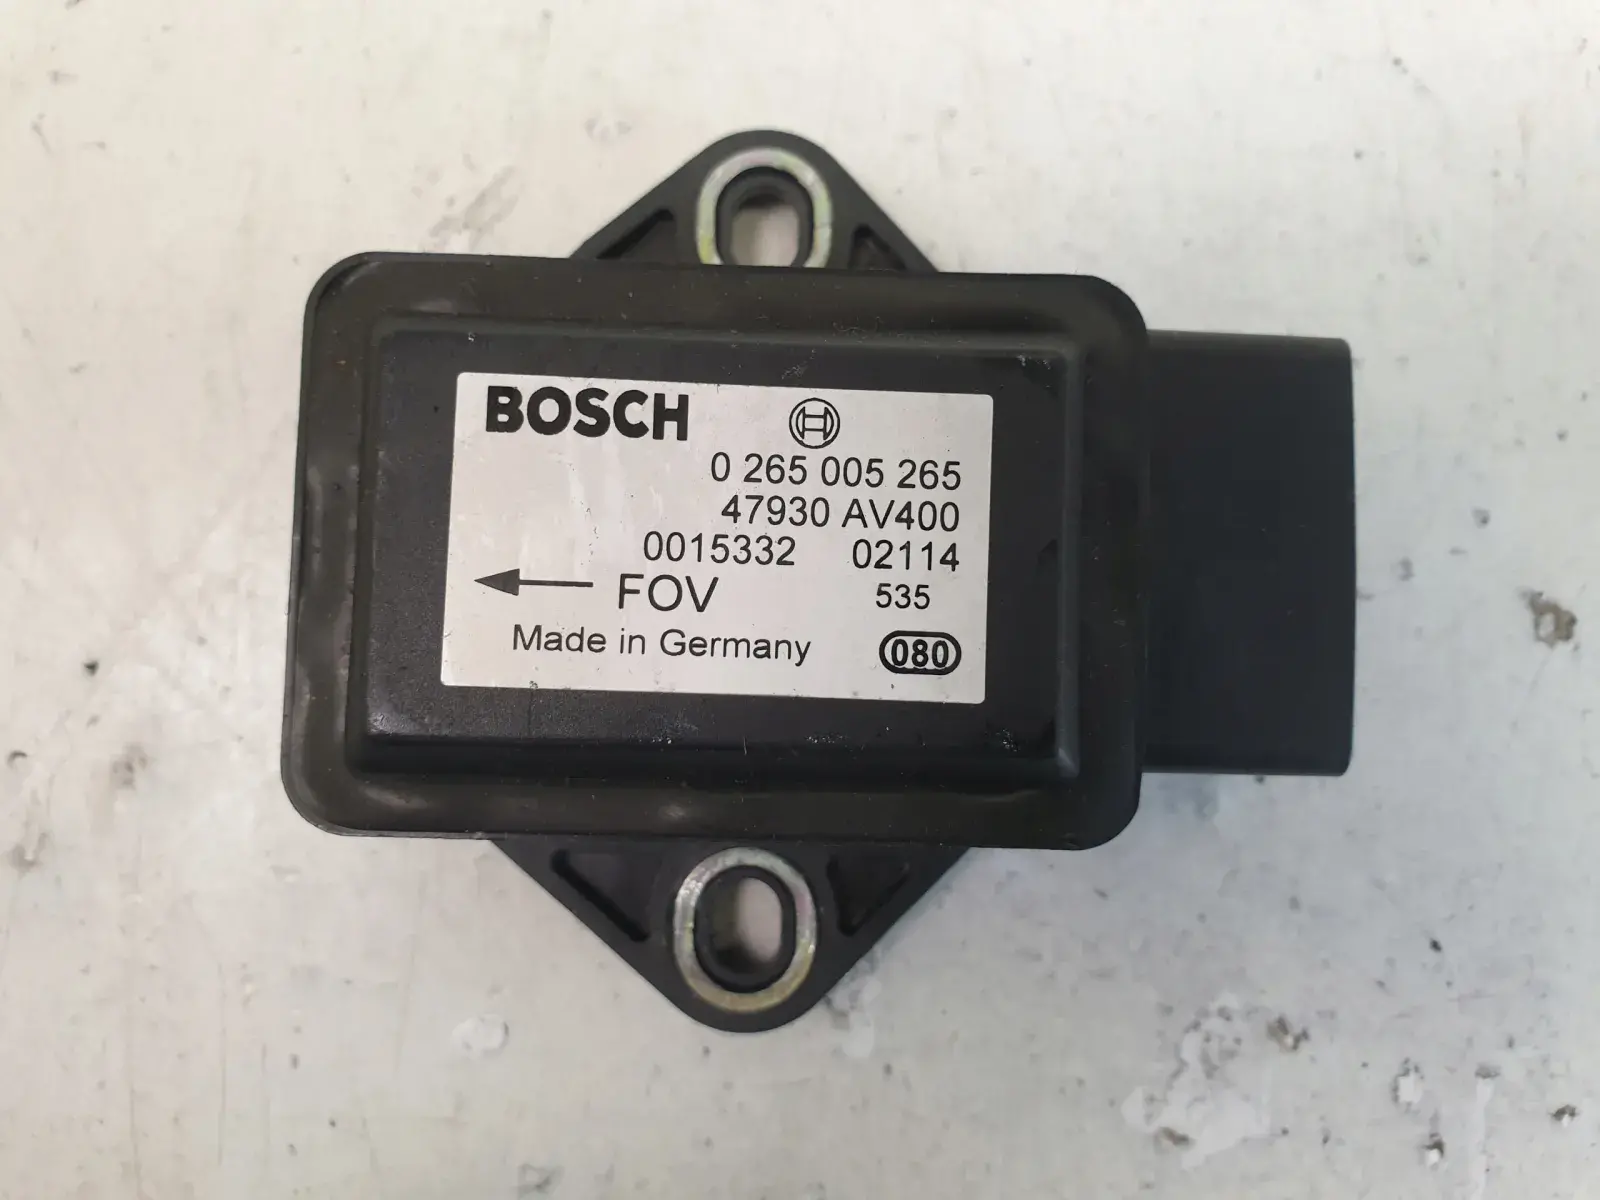 BOSCH
0 265 005 265
47930 AV400
0015332 02114
FOV 535
Made in Germany 080